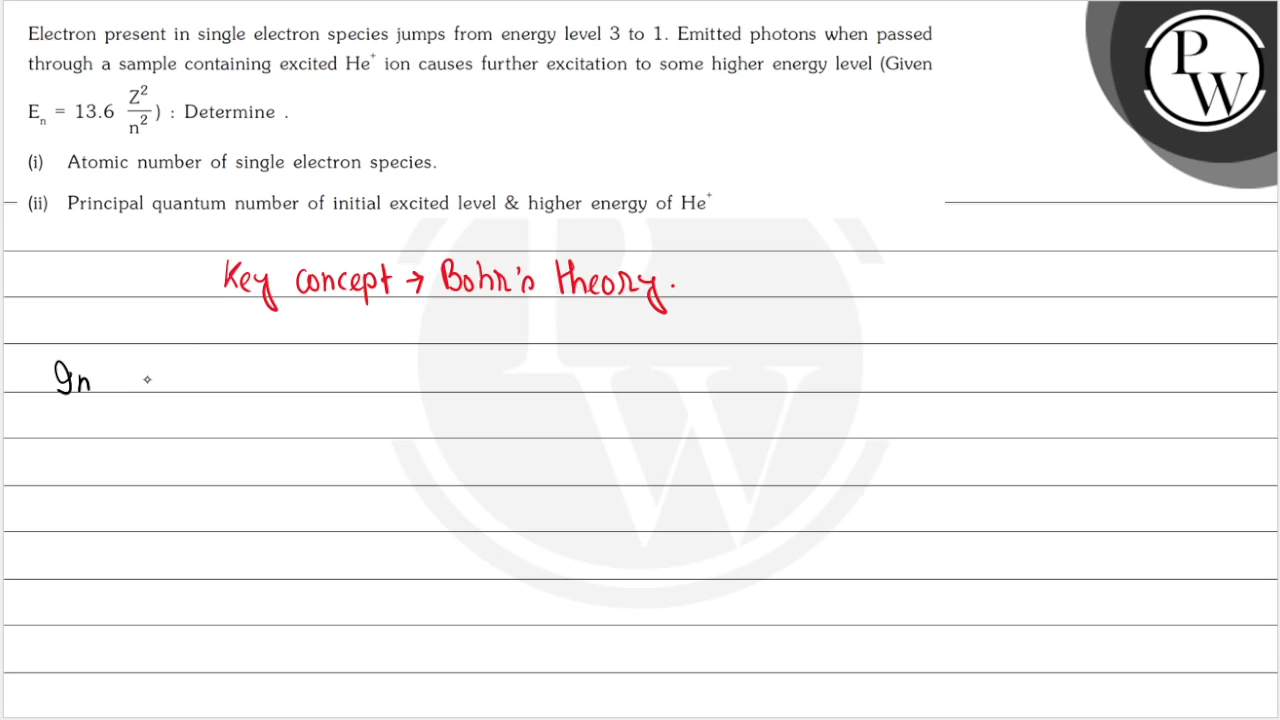 Electron present in single electron species jumps from energy level 3 to 1. Emitted photons when passed
through a sample containing excited He⁺ ion causes further excitation to some higher energy level (Given
Eₙ = 13.6 Z²/n²) : Determine .
(i) Atomic number of single electron species.
(ii) Principal quantum number of initial excited level & higher energy of He⁺
Key concept → Bohr's theory.
In
P
W
P
W